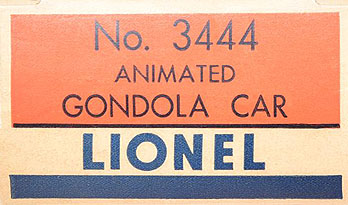 No. 3444
ANIMATED
GONDOLA CAR
LIONEL